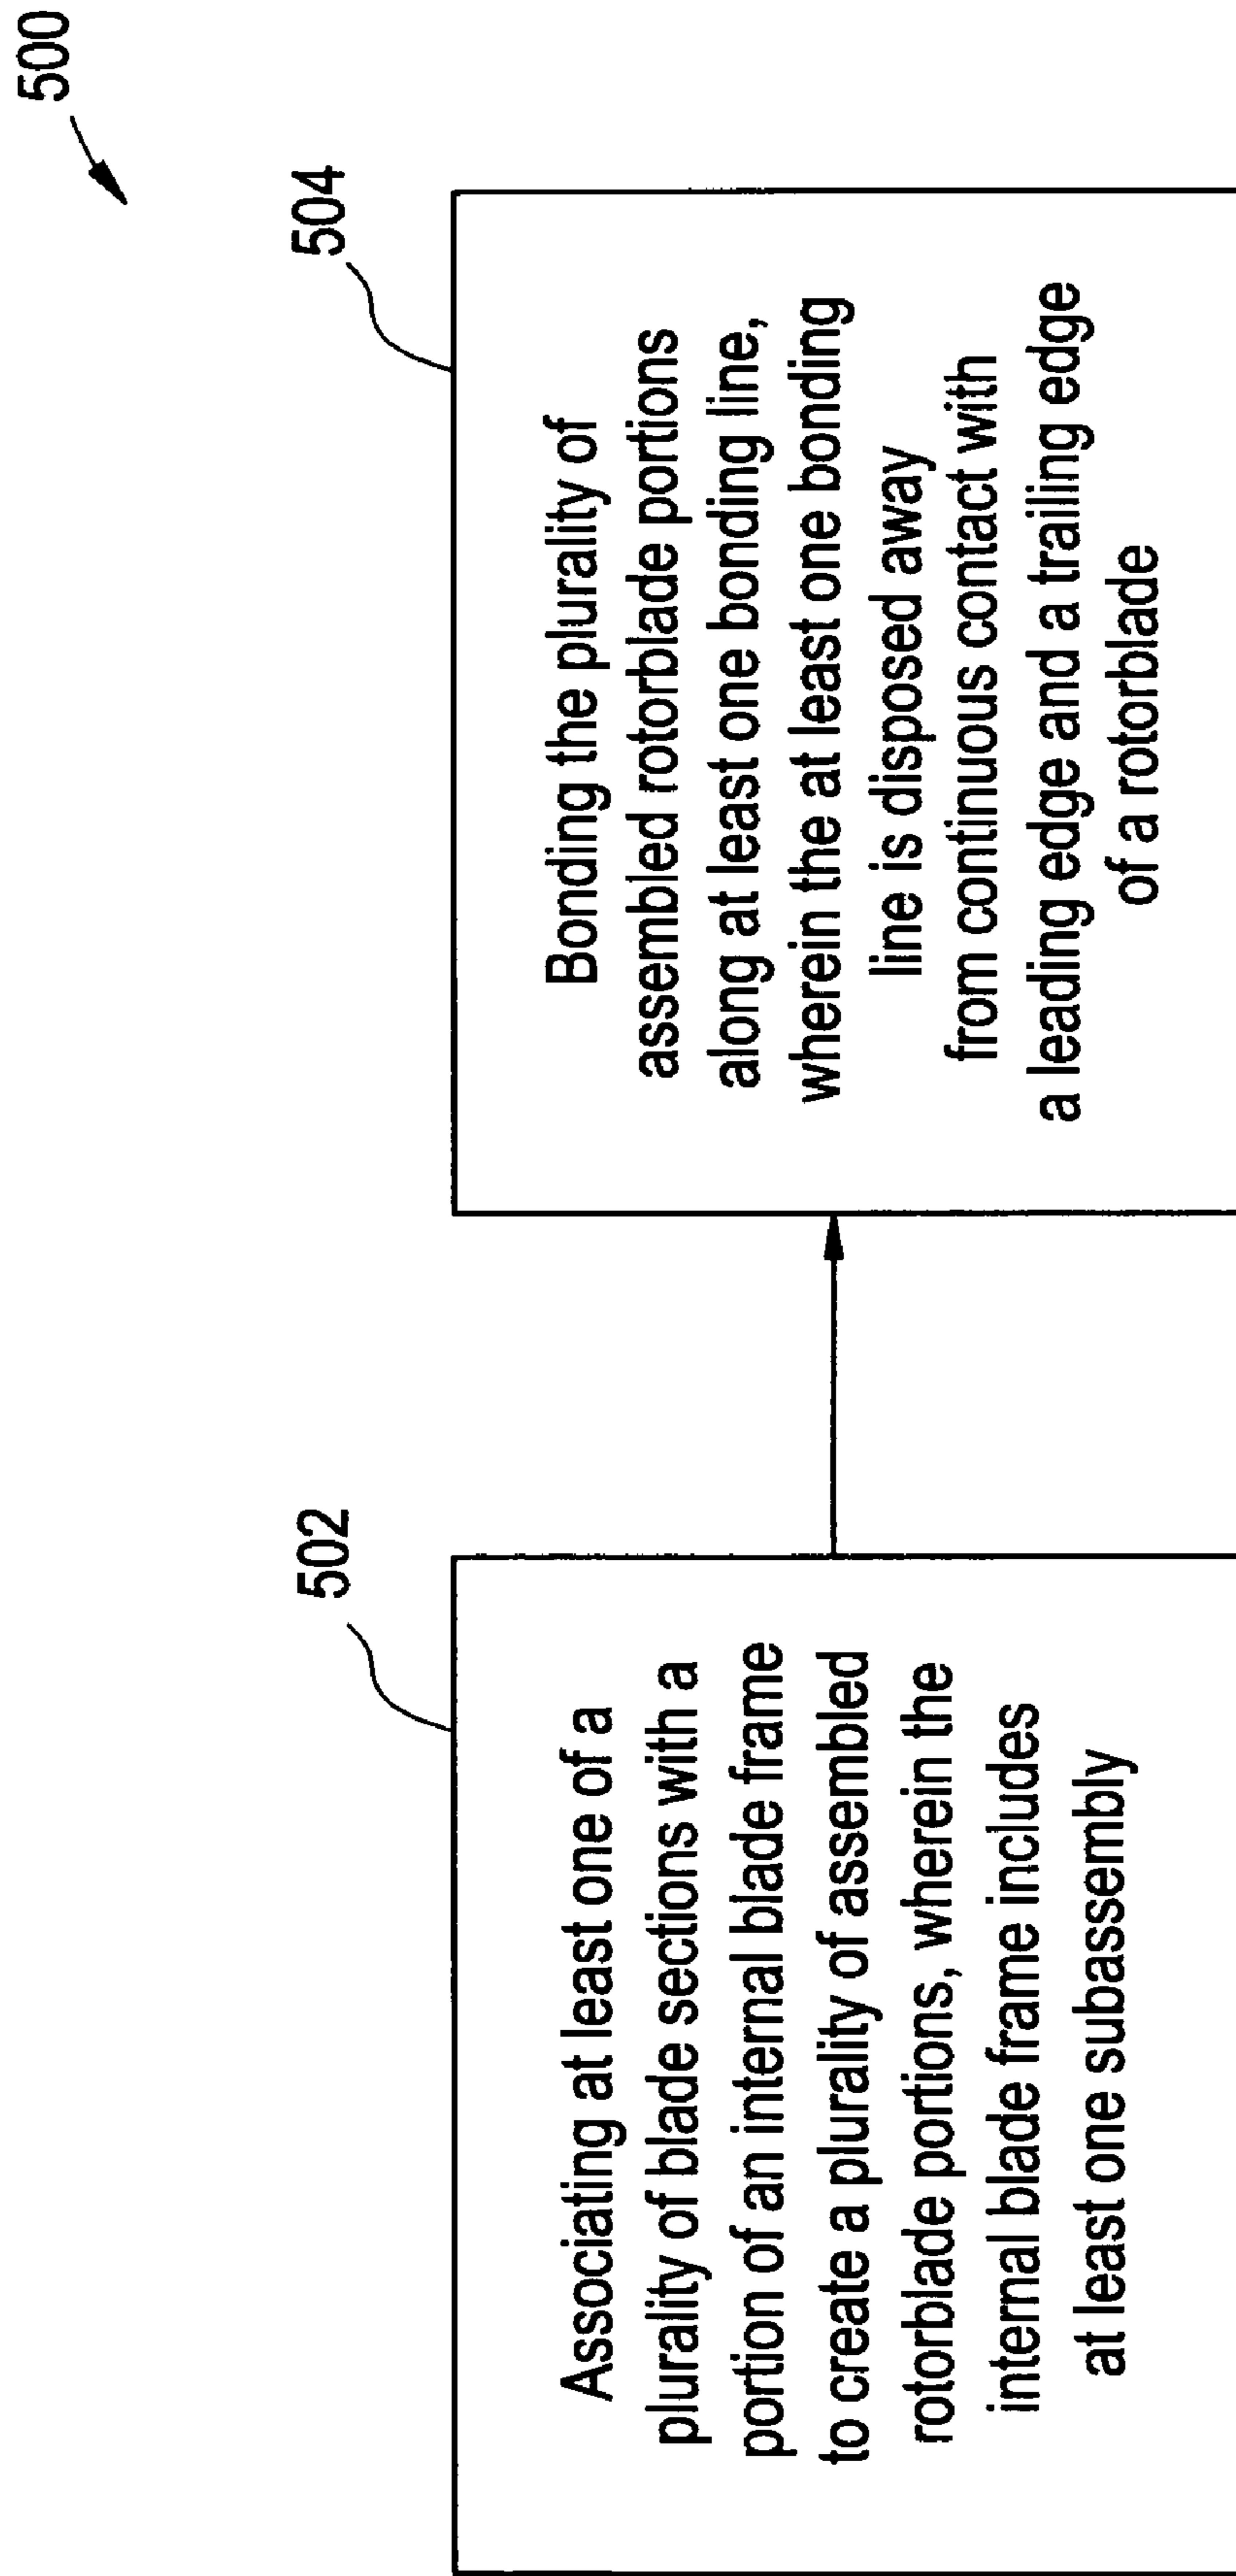 500
502
Associating at least one of a
plurality of blade sections with a
portion of an internal blade frame
to create a plurality of assembled
rotorblade portions, wherein the
internal blade frame includes
at least one subassembly
504
Bonding the plurality of
assembled rotorblade portions
along at least one bonding line,
wherein the at least one bonding
line is disposed away
from continuous contact with
a leading edge and a trailing edge
of a rotorblade